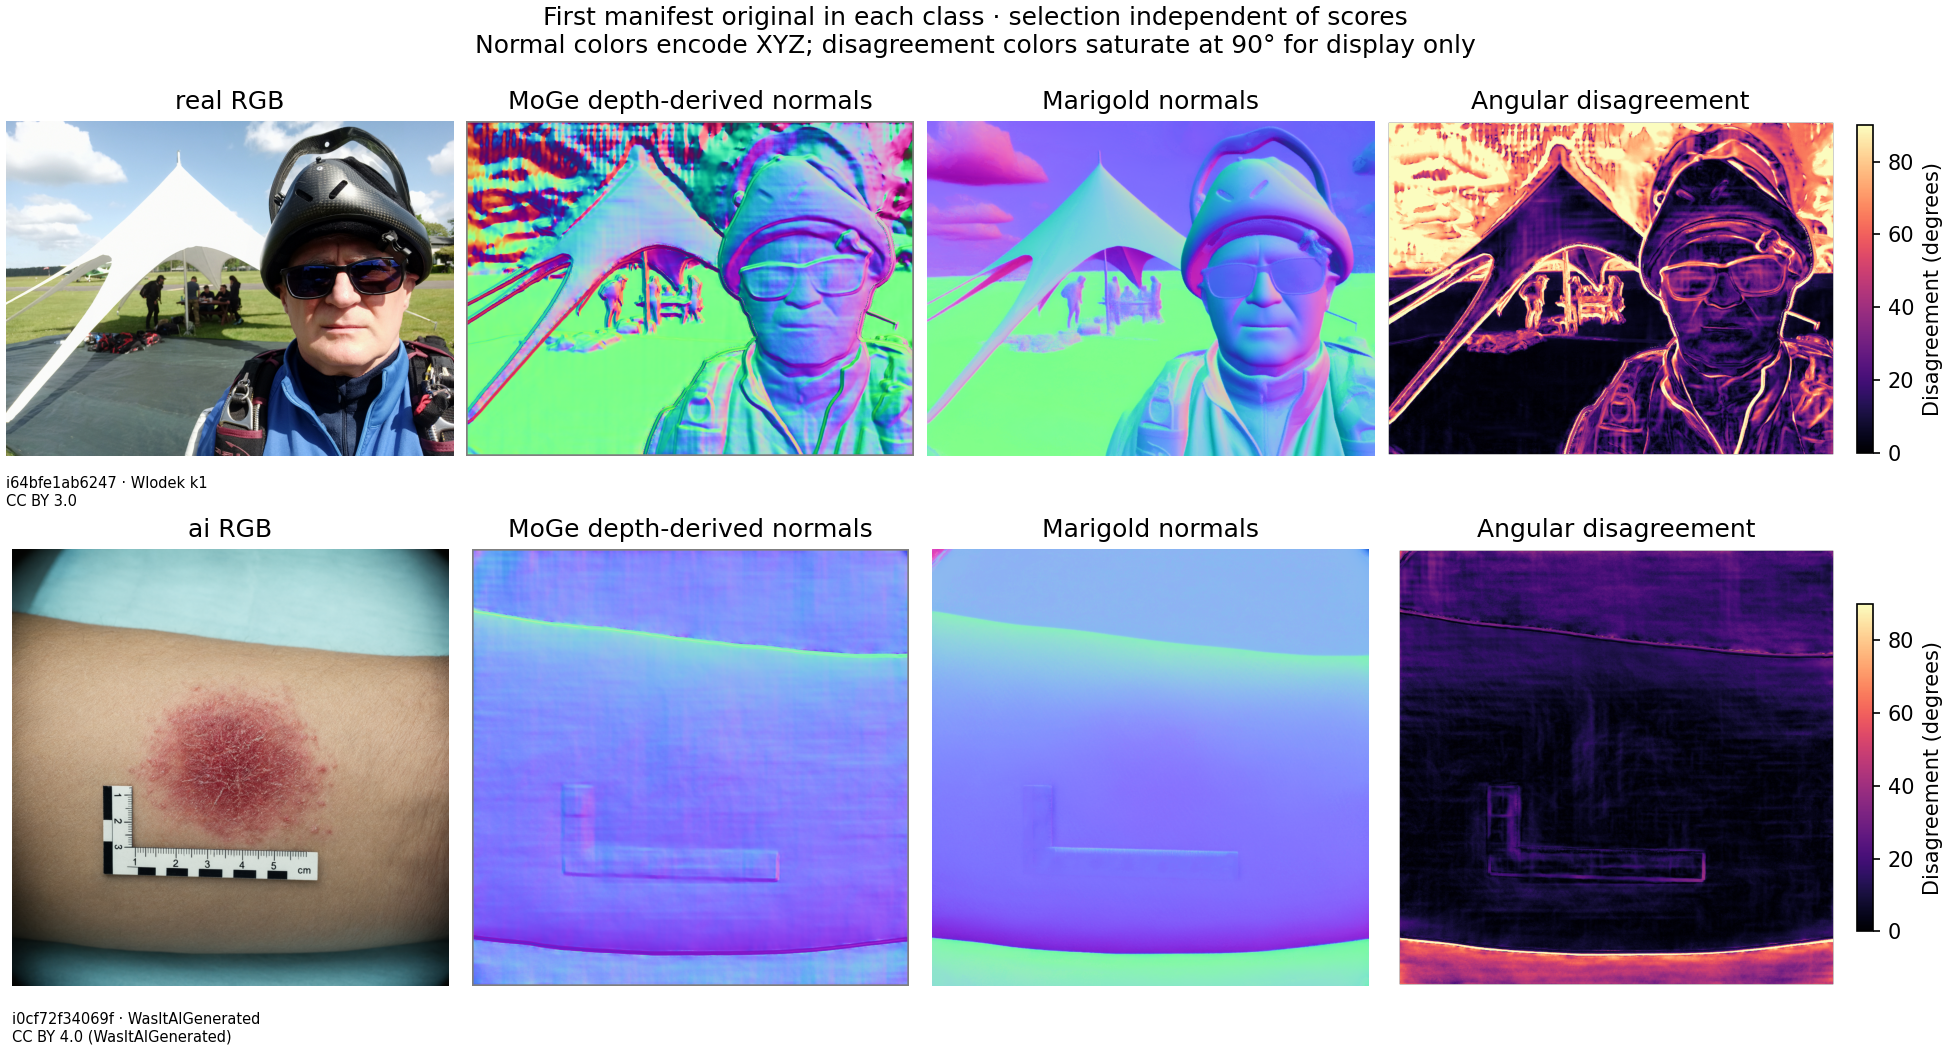 First manifest original in each class · selection independent of scores
Normal colors encode XYZ; disagreement colors saturate at 90° for display only
real RGB
MoGe depth-derived normals
Marigold normals
Angular disagreement
80
60
40
20
0
Disagreement (degrees)
i64bfe1ab6247 · Wlodek k1
CC BY 3.0
ai RGB
MoGe depth-derived normals
Marigold normals
Angular disagreement
1
2
3
1 2 3 4 5 cm
80
60
40
20
0
Disagreement (degrees)
i0cf72f34069f · WasItAIGenerated
CC BY 4.0 (WasItAIGenerated)